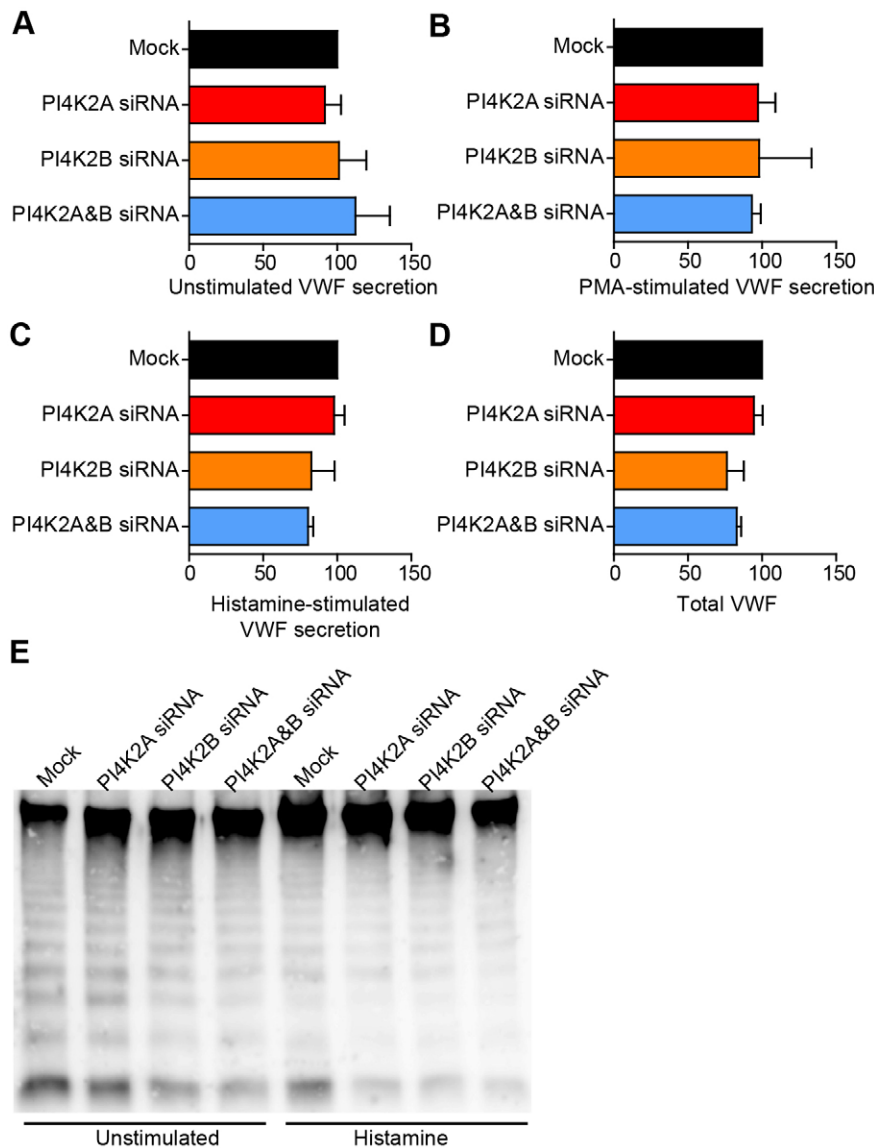 A
Mock
PI4K2A siRNA
PI4K2B siRNA
PI4K2A&B siRNA
0 50 100 150
Unstimulated VWF secretion
B
Mock
PI4K2A siRNA
PI4K2B siRNA
PI4K2A&B siRNA
0 50 100 150
PMA-stimulated VWF secretion
C
Mock
PI4K2A siRNA
PI4K2B siRNA
PI4K2A&B siRNA
0 50 100 150
Histamine-stimulated
VWF secretion
D
Mock
PI4K2A siRNA
PI4K2B siRNA
PI4K2A&B siRNA
0 50 100 150
Total VWF
E
Mock
PI4K2A siRNA
PI4K2B siRNA
PI4K2A&B siRNA
Mock
PI4K2A siRNA
PI4K2B siRNA
PI4K2A&B siRNA
Unstimulated
Histamine